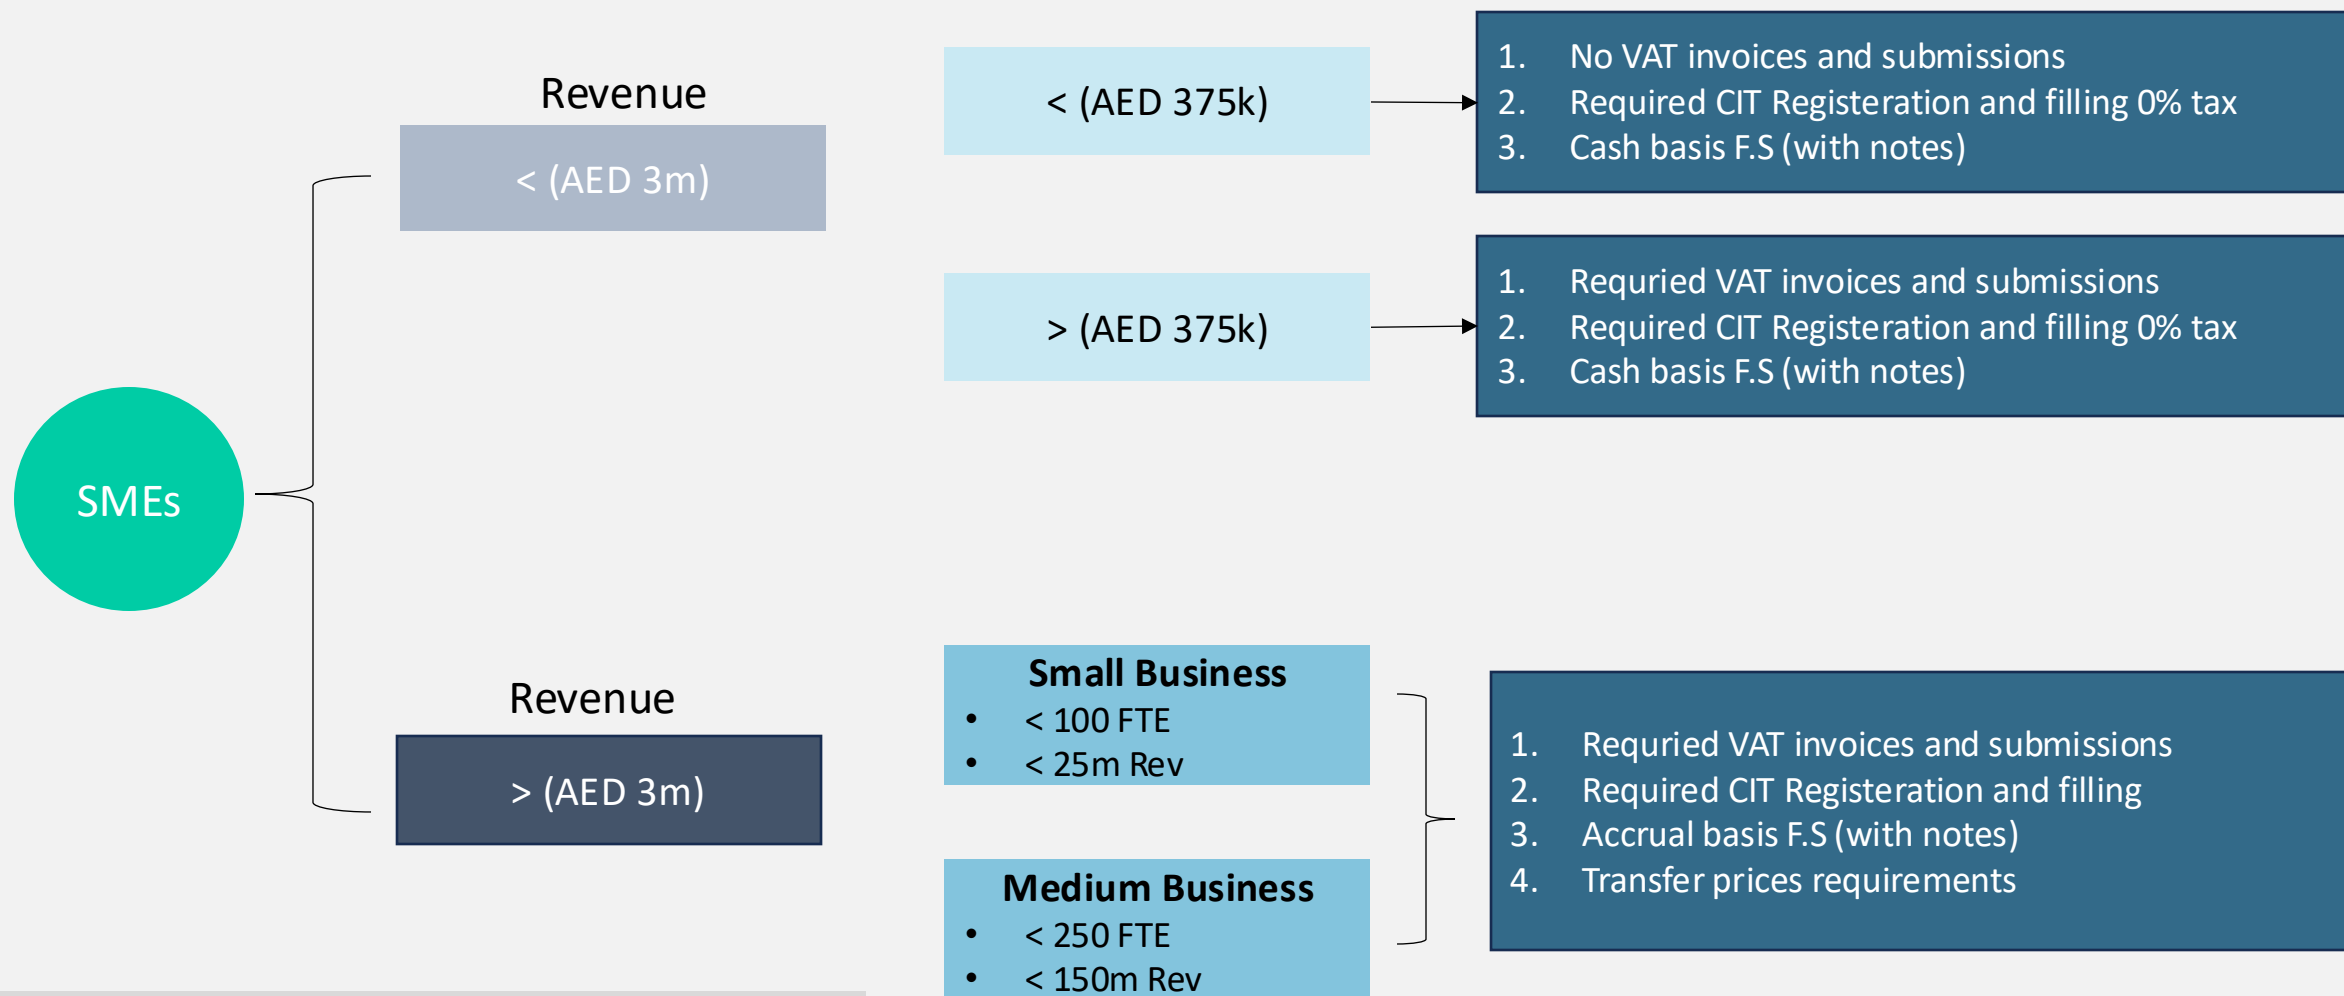 SMEs
Revenue
< (AED 3m)
< (AED 375k)
1. No VAT invoices and submissions
2. Required CIT Registeration and filling 0% tax
3. Cash basis F.S (with notes)
> (AED 375k)
1. Requried VAT invoices and submissions
2. Required CIT Registeration and filling 0% tax
3. Cash basis F.S (with notes)
Revenue
> (AED 3m)
Small Business
• < 100 FTE
• < 25m Rev
Medium Business
• < 250 FTE
• < 150m Rev
1. Requried VAT invoices and submissions
2. Required CIT Registeration and filling
3. Accrual basis F.S (with notes)
4. Transfer prices requirements